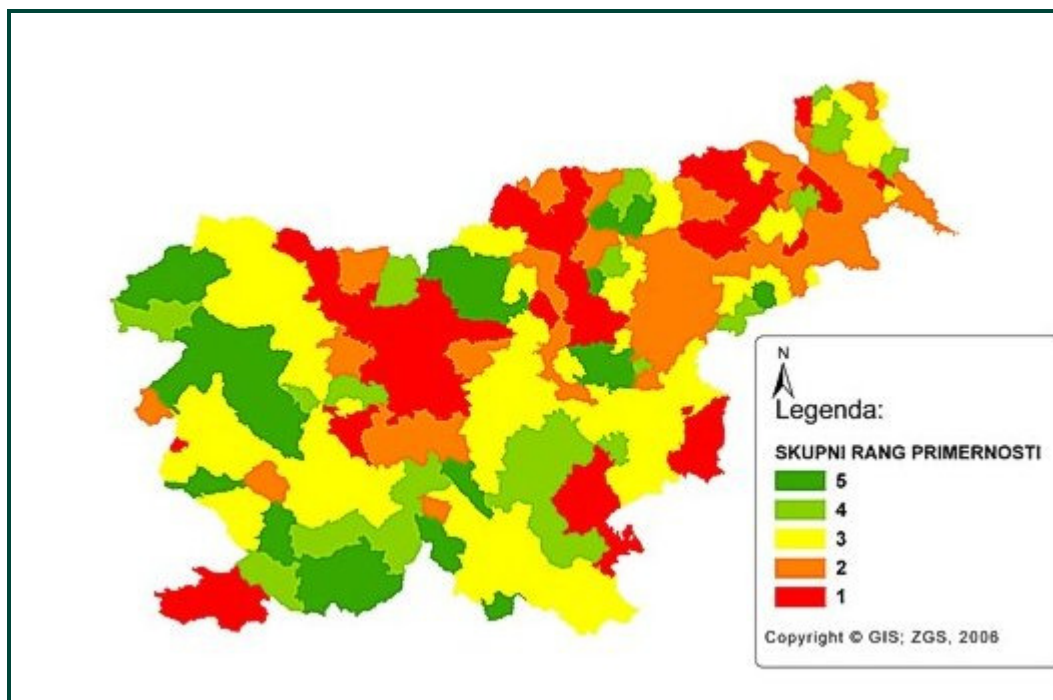 N
Legenda:
SKUPNI RANG PRIMERNOSTI
5
4
3
2
1
Copyright © GIS; ZGS, 2006